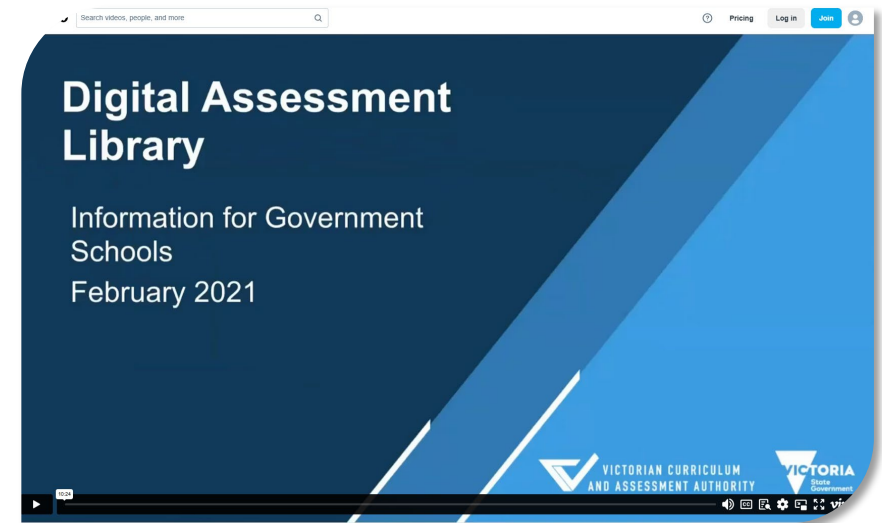 Search videos, people, and more
Pricing
Log in
Join
Digital Assessment
Library
Information for Government
Schools
February 2021
VICTORIAN CURRICULUM
AND ASSESSMENT AUTHORITY
VICTORIA
State
Government
10:24
CC